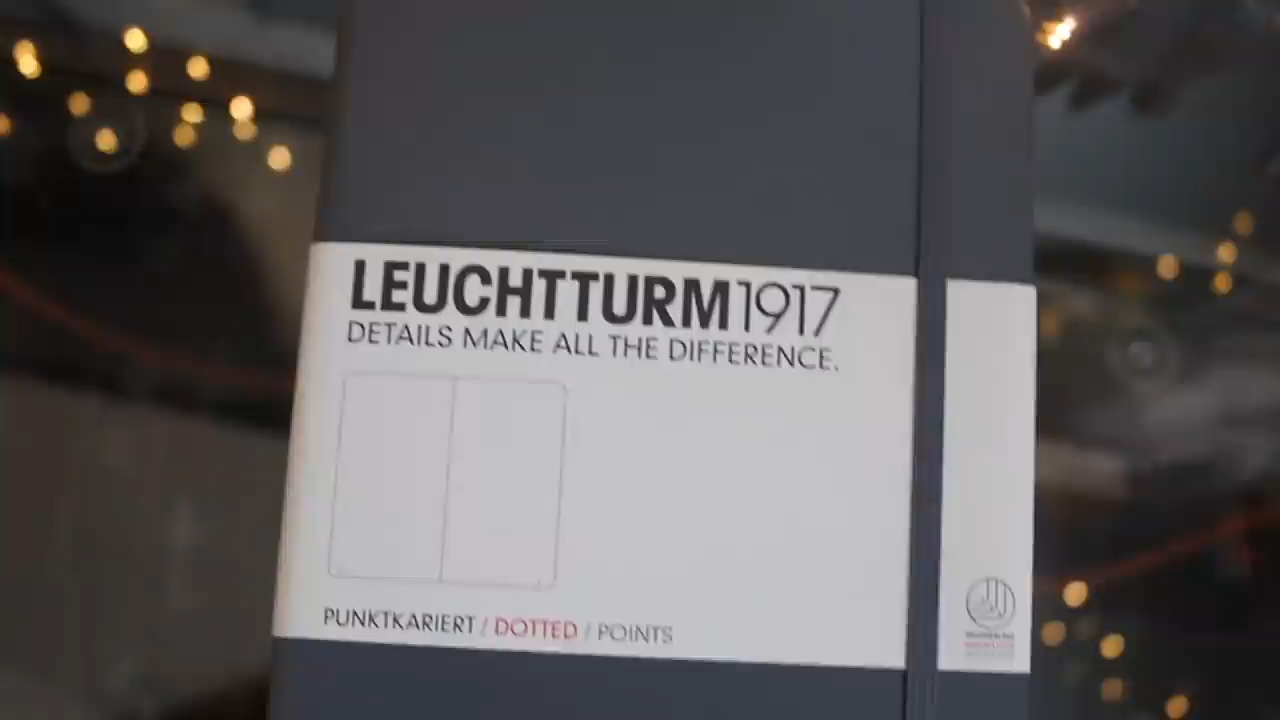 LEUCHTTURM1917
DETAILS MAKE ALL THE DIFFERENCE.
PUNKTKARIERT / DOTTED / POINTS